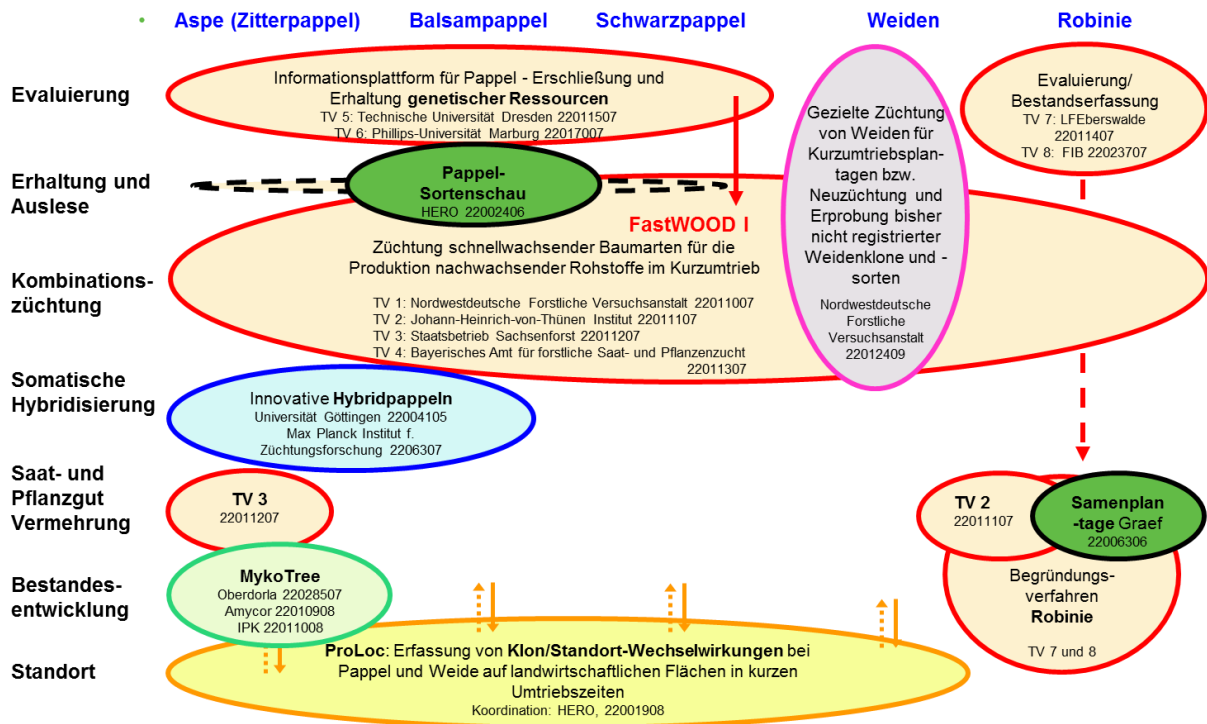 Aspe (Zitterpappel)
Balsampappel
Schwarzpappel
Weiden
Robinie
Evaluierung
Erhaltung und
Auslese
Kombinations-
züchtung
Somatische
Hybridisierung
Saat- und
Pflanzgut
Vermehrung
Bestandes-
entwicklung
Standort
Informationsplattform für Pappel - Erschließung und
Erhaltung genetischer Ressourcen
TV 5: Technische Universität Dresden 22011507
TV 6: Phillips-Universität Marburg 22017007
Pappel-
Sortenschau
HERO 22002406
FastWOOD I
Züchtung schnellwachsender Baumarten für die
Produktion nachwachsender Rohstoffe im Kurzumtrieb
TV 1: Nordwestdeutsche Forstliche Versuchsanstalt 22011007
TV 2: Johann-Heinrich-von-Thünen Institut 22011107
TV 3: Staatsbetrieb Sachsenforst 22011207
TV 4: Bayerisches Amt für forstliche Saat- und Pflanzenzucht
22011307
Gezielte Züchtung
von Weiden für
Kurzumtriebsplan-
tagen bzw.
Neuzüchtung und
Erprobung bisher
nicht registrierter
Weidenklone und -
sorten
Nordwestdeutsche
Forstliche
Versuchsanstalt
22012409
Evaluierung/
Bestandserfassung
TV 7: LFEberswalde
22011407
TV 8: FIB 22023707
Innovative Hybridpappeln
Universität Göttingen 22004105
Max Planck Institut f.
Züchtungsforschung 2206307
TV 3
22011207
MykoTree
Oberdorla 22028507
Amycor 22010908
IPK 22011008
TV 2
22011107
Samenplan
-tage Graef
22006306
Begründungs-
verfahren
Robinie
TV 7 und 8
ProLoc: Erfassung von Klon/Standort-Wechselwirkungen bei
Pappel und Weide auf landwirtschaftlichen Flächen in kurzen
Umtriebszeiten
Koordination: HERO, 22001908